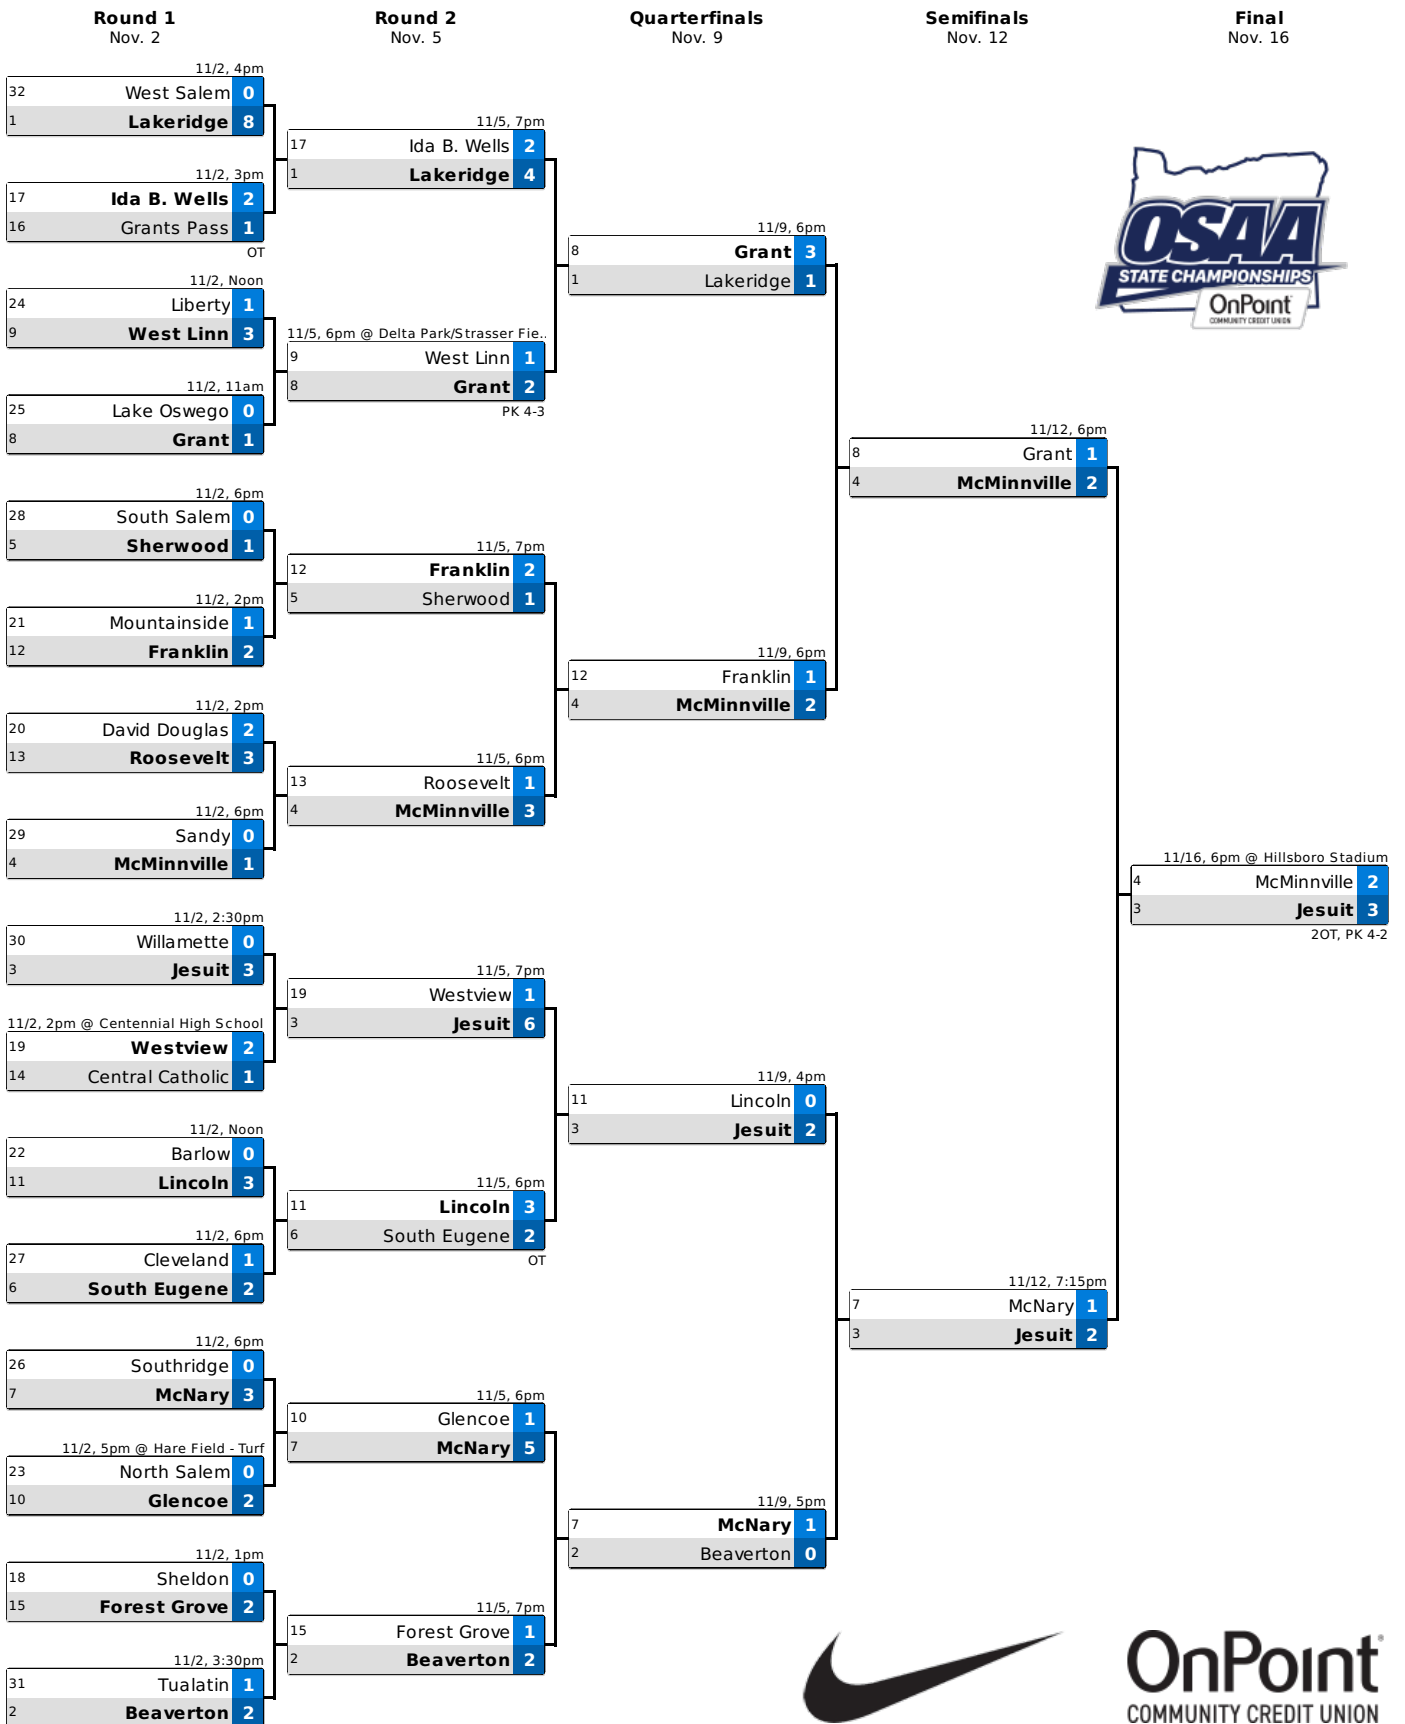 Round 1
Nov. 2
Round 2
Nov. 5
Quarterfinals
Nov. 9
Semifinals
Nov. 12
Final
Nov. 16
11/2, 4pm
32 West Salem 0
1 Lakeridge 8
11/2, 3pm
17 Ida B. Wells 2
16 Grants Pass 1
OT
11/2, Noon
24 Liberty 1
9 West Linn 3
11/2, 11am
25 Lake Oswego 0
8 Grant 1
11/2, 6pm
28 South Salem 0
5 Sherwood 1
11/2, 2pm
21 Mountainside 1
12 Franklin 2
11/2, 2pm
20 David Douglas 2
13 Roosevelt 3
11/2, 6pm
29 Sandy 0
4 McMinnville 1
11/2, 2:30pm
30 Willamette 0
3 Jesuit 3
11/2, 2pm @ Centennial High School
19 Westview 2
14 Central Catholic 1
11/2, Noon
22 Barlow 0
11 Lincoln 3
11/2, 6pm
27 Cleveland 1
6 South Eugene 2
11/2, 6pm
26 Southridge 0
7 McNary 3
11/2, 5pm @ Hare Field - Turf
23 North Salem 0
10 Glencoe 2
11/2, 1pm
18 Sheldon 0
15 Forest Grove 2
11/2, 3:30pm
31 Tualatin 1
2 Beaverton 2
11/5, 7pm
17 Ida B. Wells 2
1 Lakeridge 4
11/5, 6pm @ Delta Park/Strasser Fie..
9 West Linn 1
8 Grant 2
PK 4-3
11/5, 7pm
12 Franklin 2
5 Sherwood 1
11/5, 6pm
13 Roosevelt 1
4 McMinnville 3
11/5, 7pm
19 Westview 1
3 Jesuit 6
11/5, 6pm
11 Lincoln 3
6 South Eugene 2
OT
11/5, 6pm
10 Glencoe 1
7 McNary 5
11/5, 7pm
15 Forest Grove 1
2 Beaverton 2
11/9, 6pm
8 Grant 3
1 Lakeridge 1
11/9, 6pm
12 Franklin 1
4 McMinnville 2
11/9, 4pm
11 Lincoln 0
3 Jesuit 2
11/9, 5pm
7 McNary 1
2 Beaverton 0
11/12, 6pm
8 Grant 1
4 McMinnville 2
11/12, 7:15pm
7 McNary 1
3 Jesuit 2
11/16, 6pm @ Hillsboro Stadium
4 McMinnville 2
3 Jesuit 3
2OT, PK 4-2
OSAA
STATE CHAMPIONSHIPS
OnPoint
COMMUNITY CREDIT UNION
OnPoint
COMMUNITY CREDIT UNION